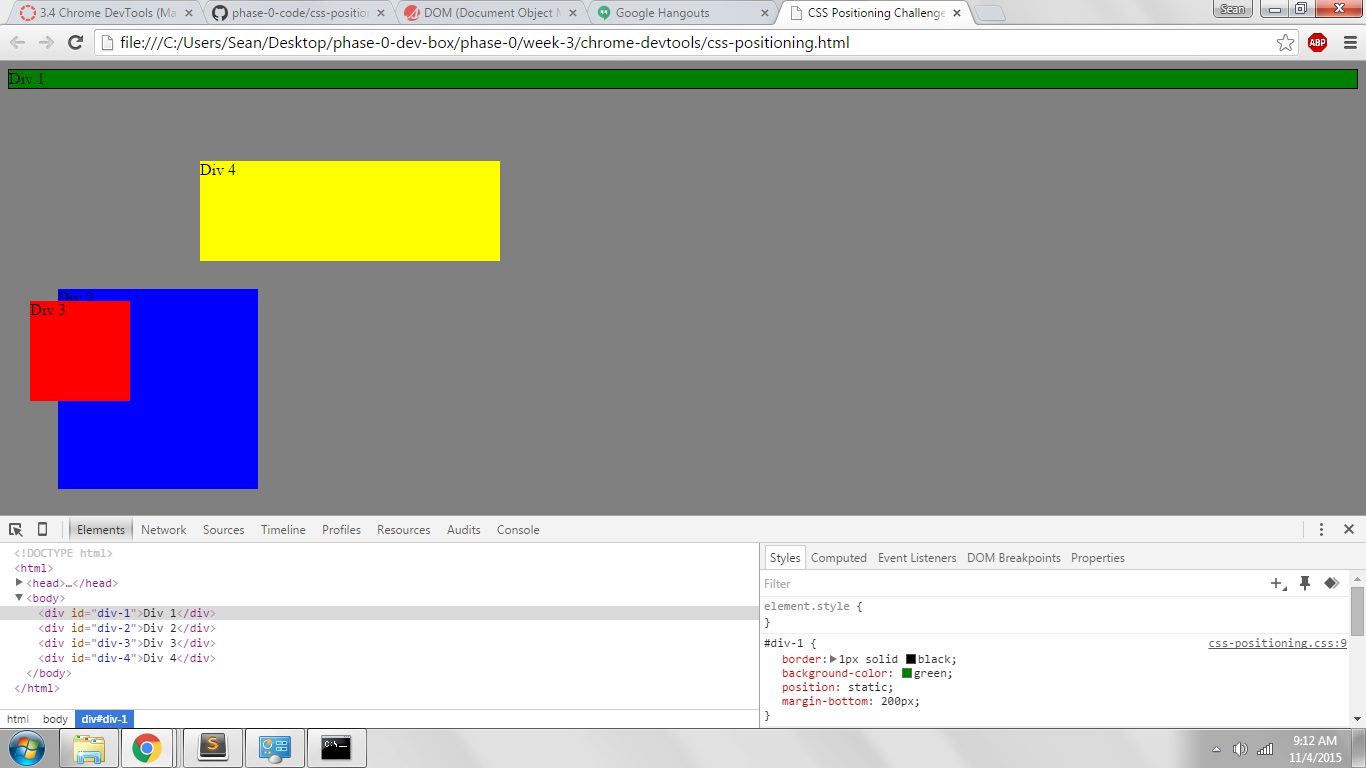 3.4 Chrome DevTools (Ma
phase-0-code/css-position
DOM (Document Object M
Google Hangouts
CSS Positioning Challenge
Sean
file:///C:/Users/Sean/Desktop/phase-0-dev-box/phase-0/week-3/chrome-devtools/css-positioning.html
ABP
Div 1
Div 4
Div 2
Div 3
Elements Network Sources Timeline Profiles Resources Audits Console
<!DOCTYPE html>
<html>
<head>…</head>
<body>
<div id="div-1">Div 1</div>
<div id="div-2">Div 2</div>
<div id="div-3">Div 3</div>
<div id="div-4">Div 4</div>
</body>
</html>
html body div#div-1
Styles Computed Event Listeners DOM Breakpoints Properties
Filter
element.style {
}
#div-1 { css-positioning.css:9
border: 1px solid black;
background-color: green;
position: static;
margin-bottom: 200px;
}
C:\_
9:12 AM
11/4/2015